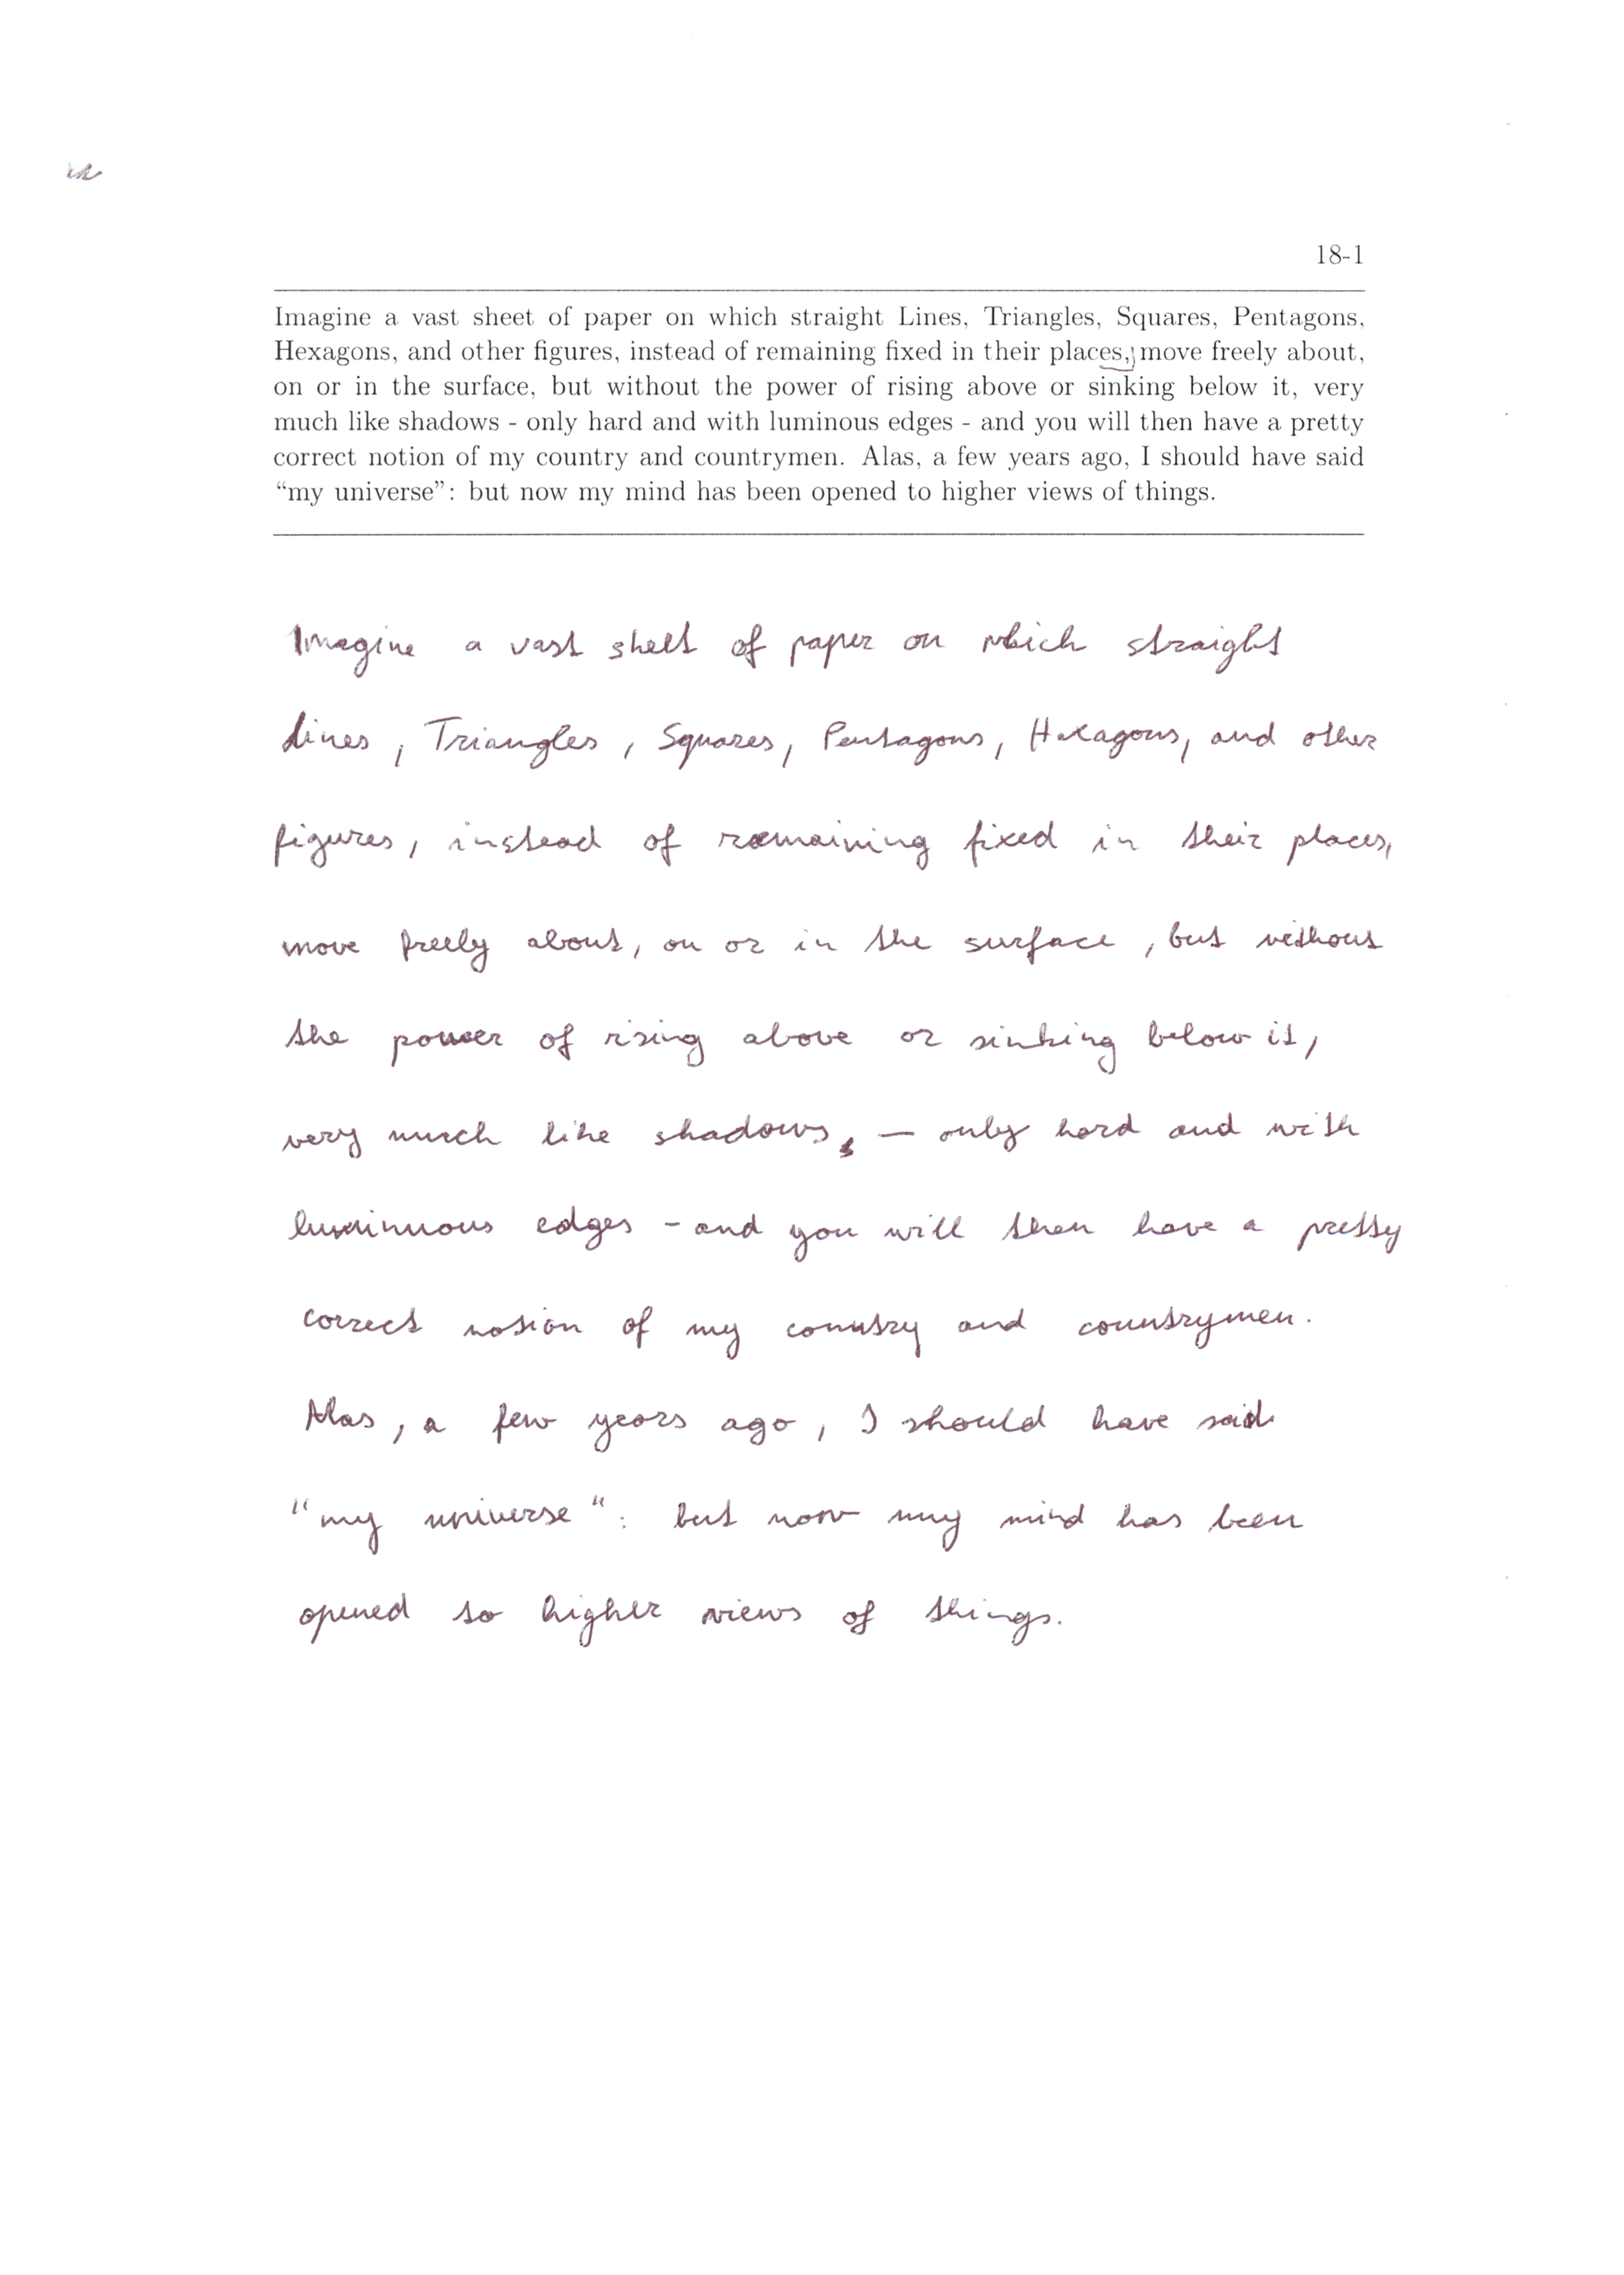 18-1
Imagine a vast sheet of paper on which straight Lines, Triangles, Squares, Pentagons,
Hexagons, and other figures, instead of remaining fixed in their places, move freely about,
on or in the surface, but without the power of rising above or sinking below it, very
much like shadows - only hard and with luminous edges - and you will then have a pretty
correct notion of my country and countrymen. Alas, a few years ago, I should have said
“my universe”: but now my mind has been opened to higher views of things.
Imagine a vast sheet of paper on which straight
Lines, Triangles, Squares, Pentagons, Hexagons, and other
figures, instead of remaining fixed in their places,
move freely about, on or in the surface, but without
the power of rising above or sinking below it,
very much like shadows, — only hard and with
luminuous edges - and you will then have a pretty
correct notion of my country and countrymen.
Alas, a few years ago, I should have said
"my universe": but now my mind has been
opened to higher views of things.